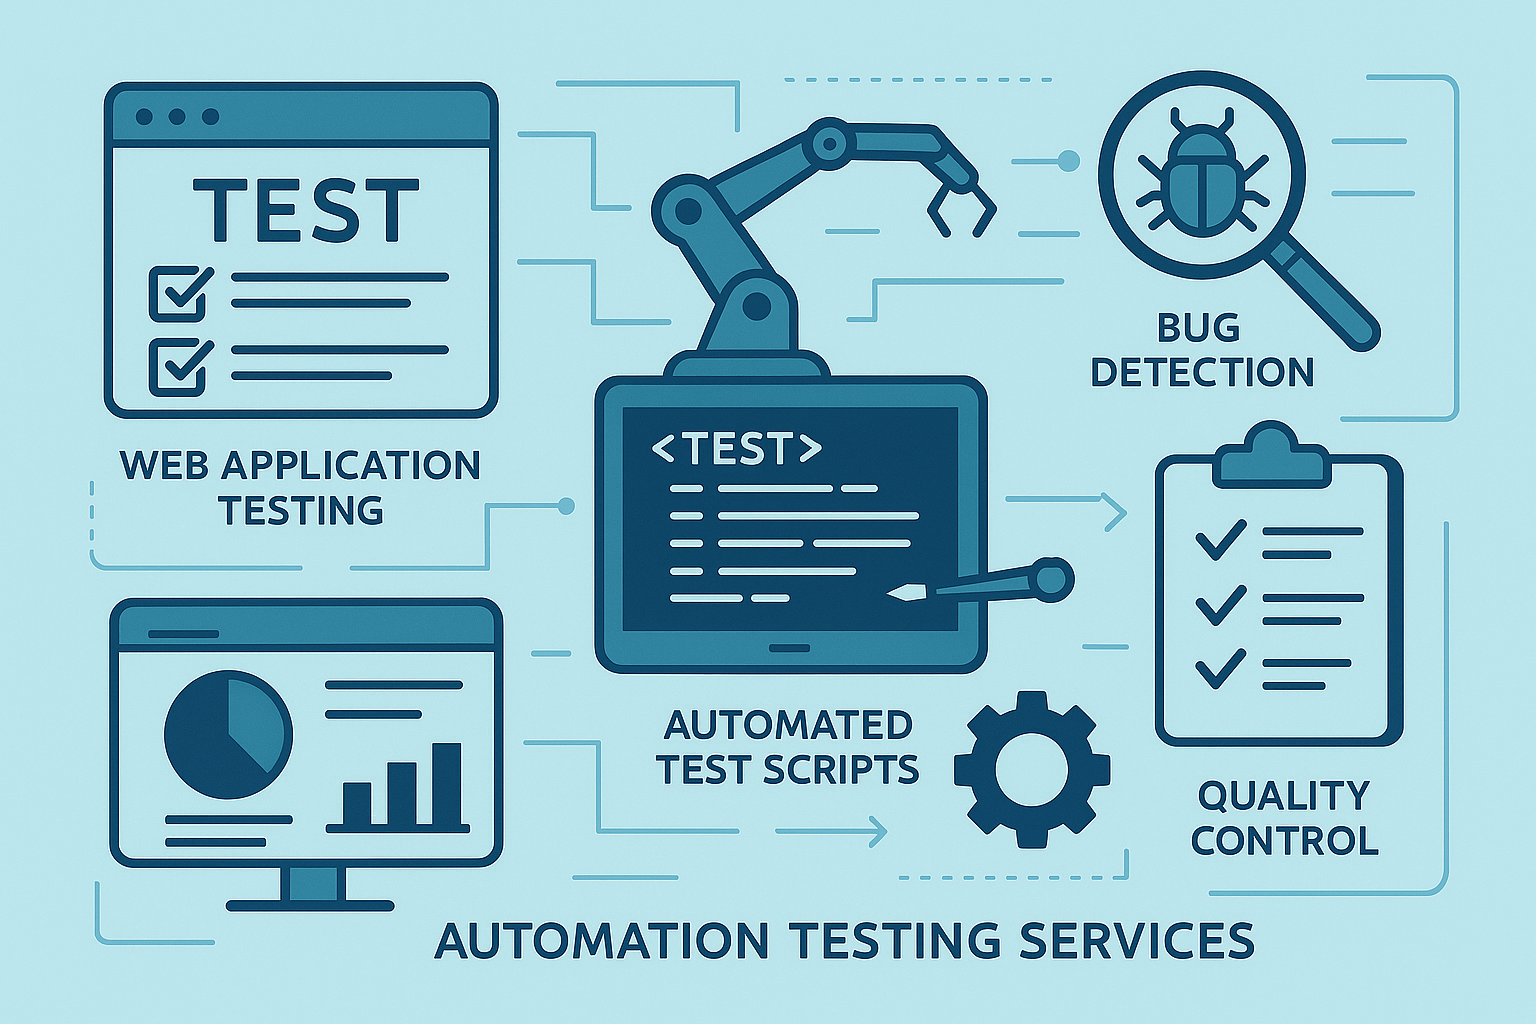 TEST
WEB APPLICATION
TESTING
<TEST>
AUTOMATED
TEST SCRIPTS
BUG
DETECTION
QUALITY
CONTROL
AUTOMATION TESTING SERVICES